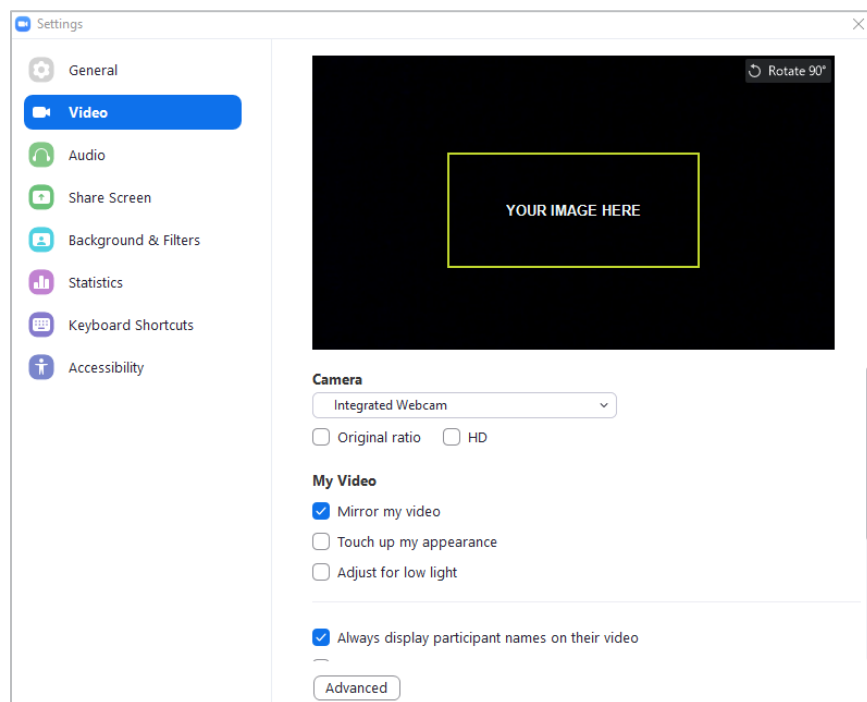 Settings
General
Video
Audio
Share Screen
Background & Filters
Statistics
Keyboard Shortcuts
Accessibility
Rotate 90°
YOUR IMAGE HERE
Camera
Integrated Webcam
Original ratio HD
My Video
Mirror my video
Touch up my appearance
Adjust for low light
Always display participant names on their video
Advanced